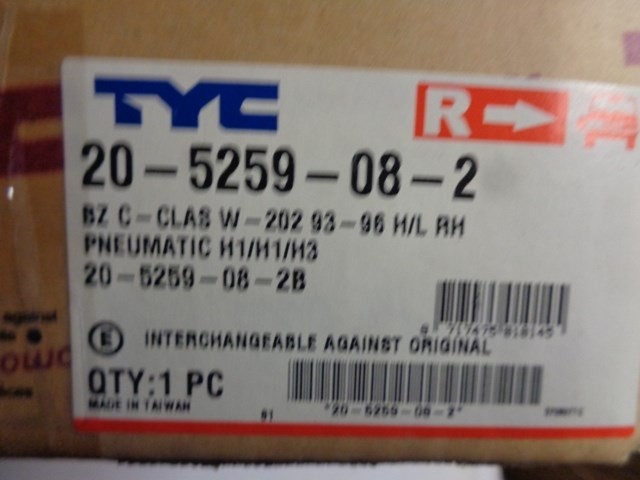 TYC
R
20-5259-08-2
BZ C-CLAS W-202 93-96 H/L RH
PNEUMATIC H1/H1/H3
20-5259-08-2B
E INTERCHANGEABLE AGAINST ORIGINAL
QTY:1 PC
MADE IN TAIWAN
"20-5259-08-2"
against